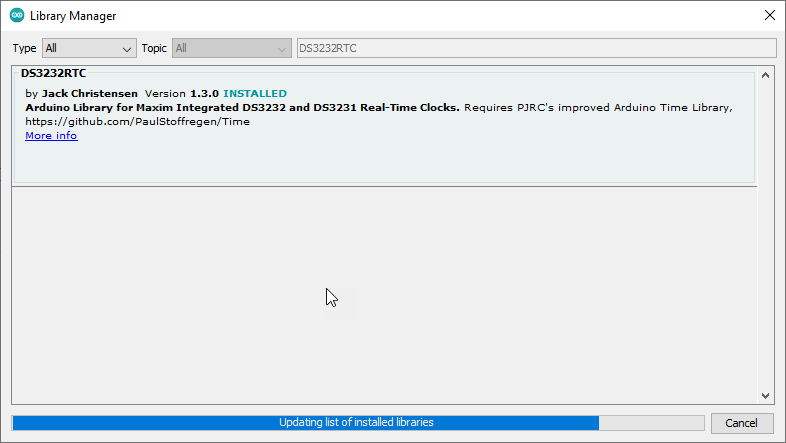 Library Manager
Type All Topic All DS3232RTC
DS3232RTC
by Jack Christensen Version 1.3.0 INSTALLED
Arduino Library for Maxim Integrated DS3232 and DS3231 Real-Time Clocks. Requires PJRC's improved Arduino Time Library,
https://github.com/PaulStoffregen/Time
More info
Updating list of installed libraries
Cancel